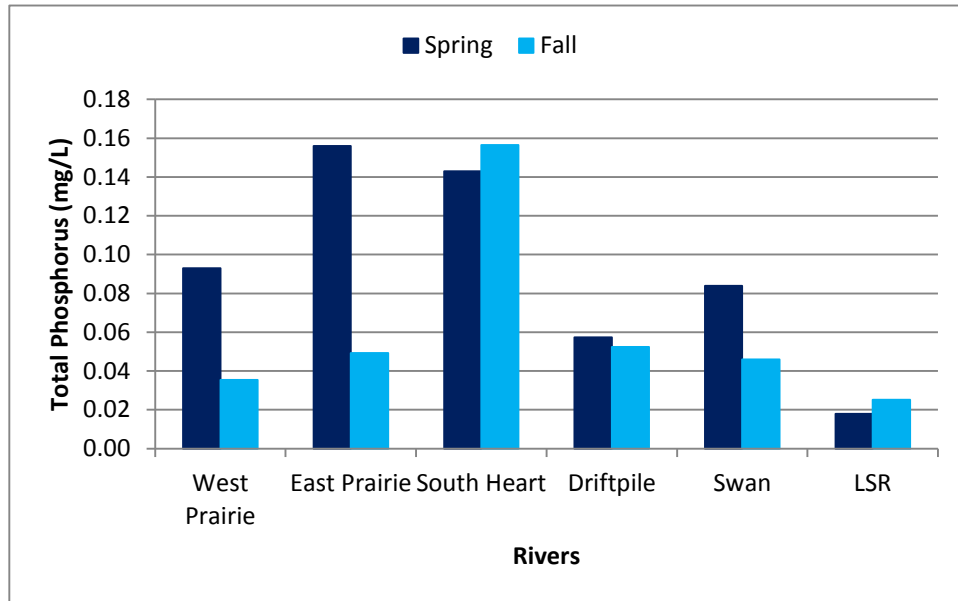 Spring Fall
0.18
0.16
0.14
0.12
0.10
0.08
0.06
0.04
0.02
0.00
Total Phosphorus (mg/L)
West East Prairie South Heart Driftpile Swan LSR
Prairie
Rivers